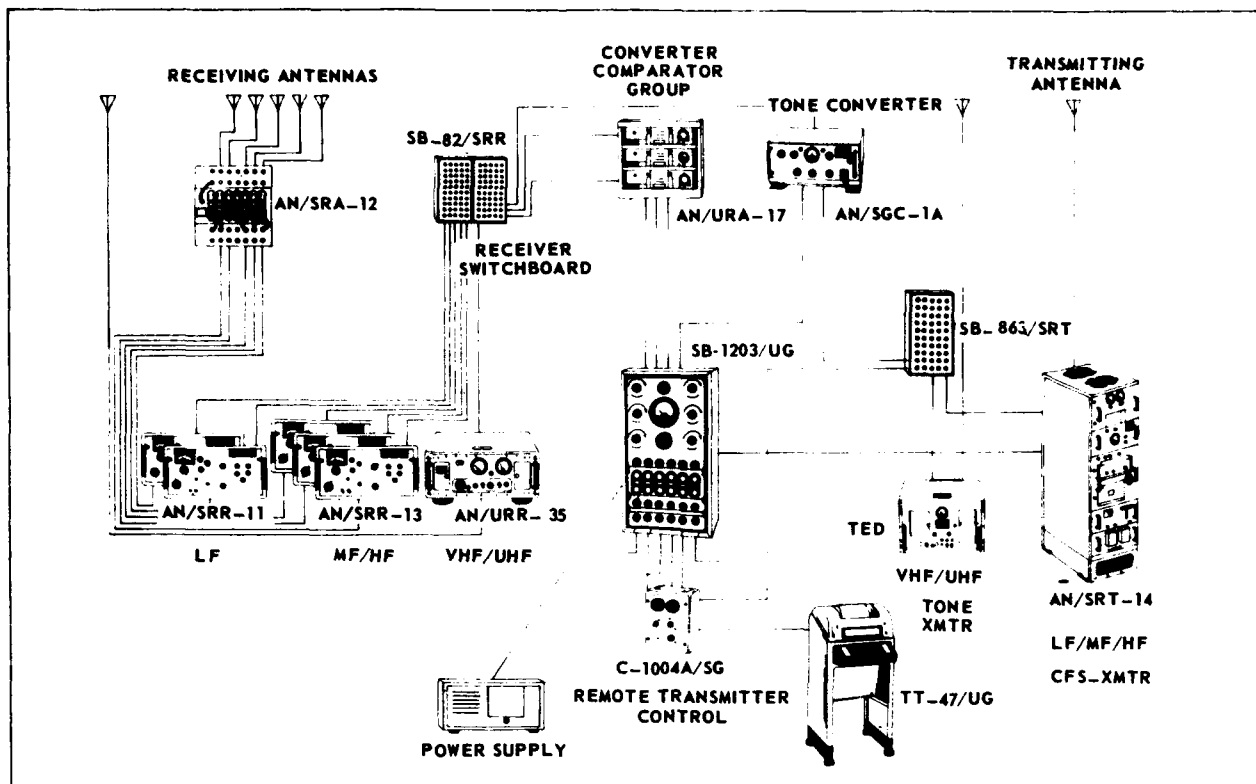 RECEIVING ANTENNAS
CONVERTER
COMPARATOR
GROUP
TRANSMITTING
ANTENNA
TONE CONVERTER
SB-82/SRR
AN/SRA-12
AN/URA-17
AN/SGC-1A
RECEIVER
SWITCHBOARD
SB-863/SRT
SB-1203/UG
AN/SRR-11
AN/SRR-13
AN/URR-35
TED
LF
MF/HF
VHF/UHF
VHF/UHF
TONE
XMTR
AN/SRT-14
LF/MF/HF
CFS-XMTR
C-1004A/SG
REMOTE TRANSMITTER
CONTROL
TT-47/UG
POWER SUPPLY